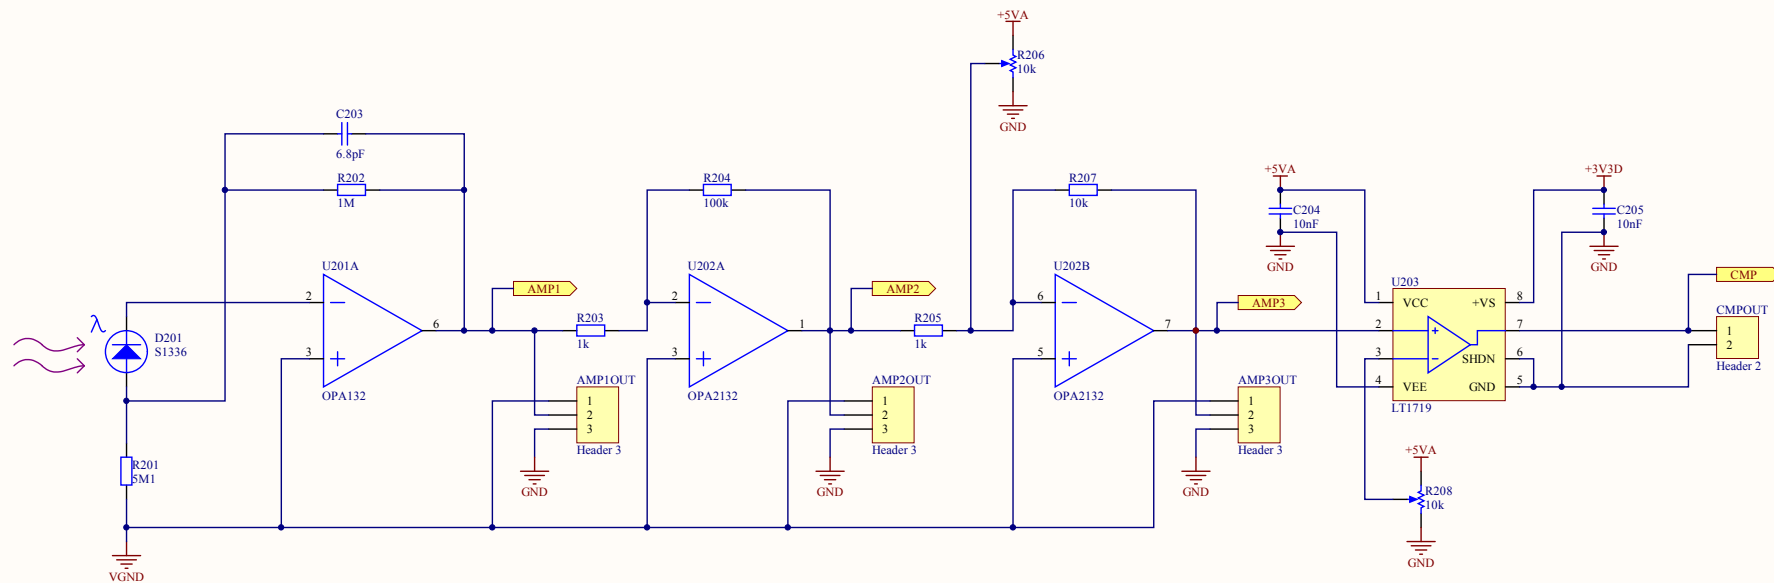 +5VA
R206
10k
GND
C203
6.8pF
R202
1M
U201A
2
3
6
OPA132
λ
D201
S1336
R201
5M1
VGND
AMP1
R203
1k
AMP1OUT
1
2
3
Header 3
GND
R204
100k
U202A
2
3
1
OPA2132
AMP2
R205
1k
AMP2OUT
1
2
3
Header 3
GND
R207
10k
U202B
6
5
7
OPA2132
AMP3
AMP3OUT
1
2
3
Header 3
GND
+5VA
C204
10nF
GND
+3V3D
C205
10nF
GND
U203
1 VCC +VS 8
2 7
3 SHDN 6
4 VEE GND 5
LT1719
CMP
CMPOUT
1
2
Header 2
+5VA
R208
10k
GND